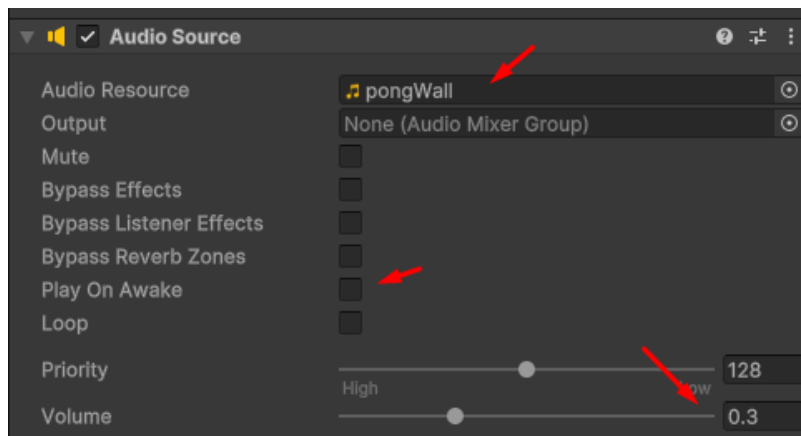 Audio Source
Audio Resource pongWall
Output None (Audio Mixer Group)
Mute
Bypass Effects
Bypass Listener Effects
Bypass Reverb Zones
Play On Awake
Loop
Priority 128
High Low
Volume 0.3